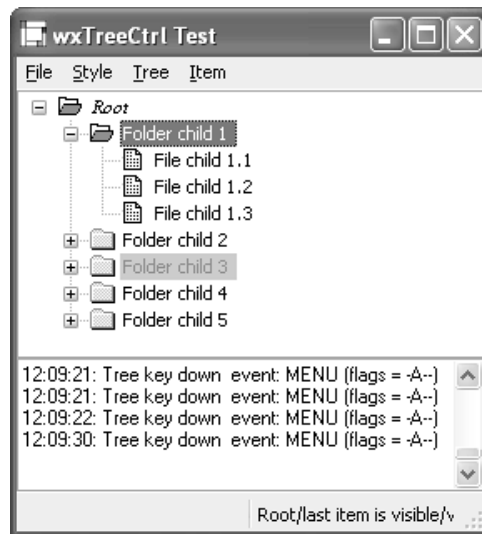 wxTreeCtrl Test
File Style Tree Item
Root
Folder child 1
File child 1.1
File child 1.2
File child 1.3
Folder child 2
Folder child 3
Folder child 4
Folder child 5
12:09:21: Tree key down event: MENU (flags = -A--)
12:09:21: Tree key down event: MENU (flags = -A--)
12:09:22: Tree key down event: MENU (flags = -A--)
12:09:30: Tree key down event: MENU (flags = -A--)
Root/last item is visible/v